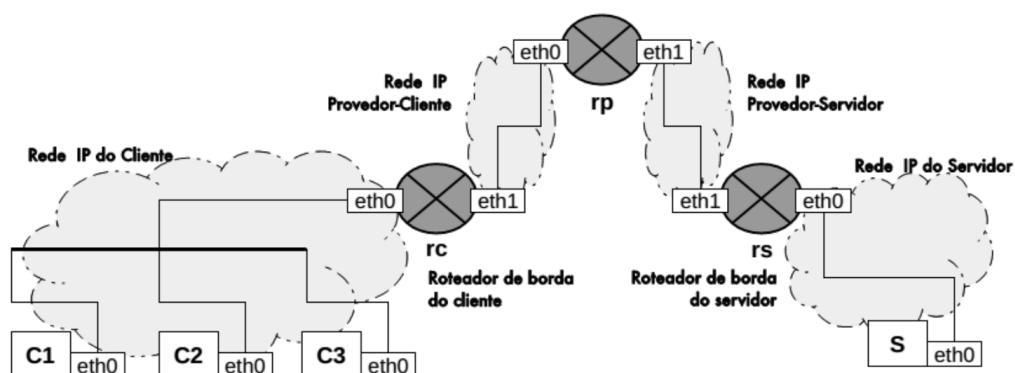 eth0
eth1
rp
Rede IP
Provedor-Cliente
Rede IP
Provedor-Servidor
Rede IP do Cliente
Rede IP do Servidor
eth0
eth1
eth1
eth0
rc
rs
Roteador de borda
do cliente
Roteador de borda
do servidor
C1
eth0
C2
eth0
C3
eth0
S
eth0